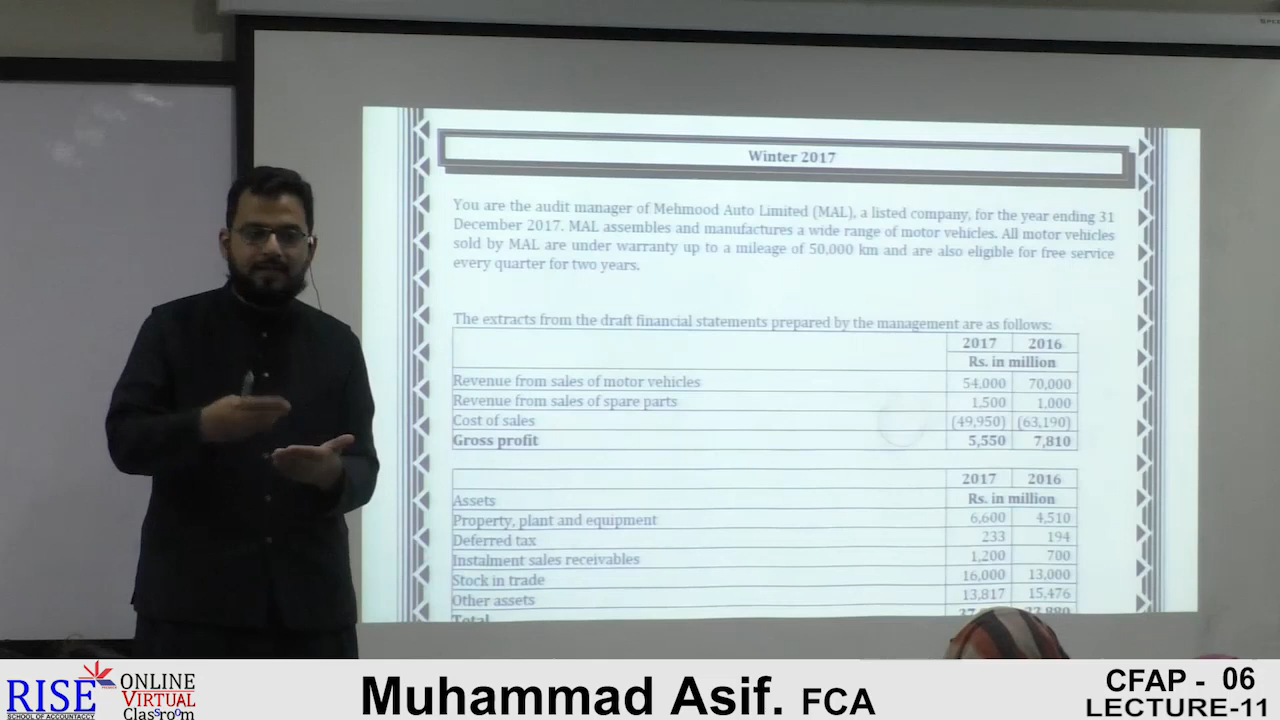 Winter 2017
You are the audit manager of Mehmood Auto Limited (MAL), a listed company, for the year ending 31
December 2017. MAL assembles and manufactures a wide range of motor vehicles. All motor vehicles
sold by MAL are under warranty up to a mileage of 50,000 km and are also eligible for free service
every quarter for two years.
The extracts from the draft financial statements prepared by the management are as follows:
2017 2016
Rs. in million
Revenue from sales of motor vehicles 54,000 70,000
Revenue from sales of spare parts 1,500 1,000
Cost of sales (49,950) (63,190)
Gross profit 5,550 7,810
2017 2016
Assets Rs. in million
Property, plant and equipment 6,600 4,510
Deferred tax 233 194
Instalment sales receivables 1,200 700
Stock in trade 16,000 13,000
Other assets 13,817 15,476
Total
RISE
SCHOOL OF ACCOUNTACY
ONLINE
VIRTUAL
Classroom
Muhammad Asif. FCA
CFAP - 06
LECTURE-11